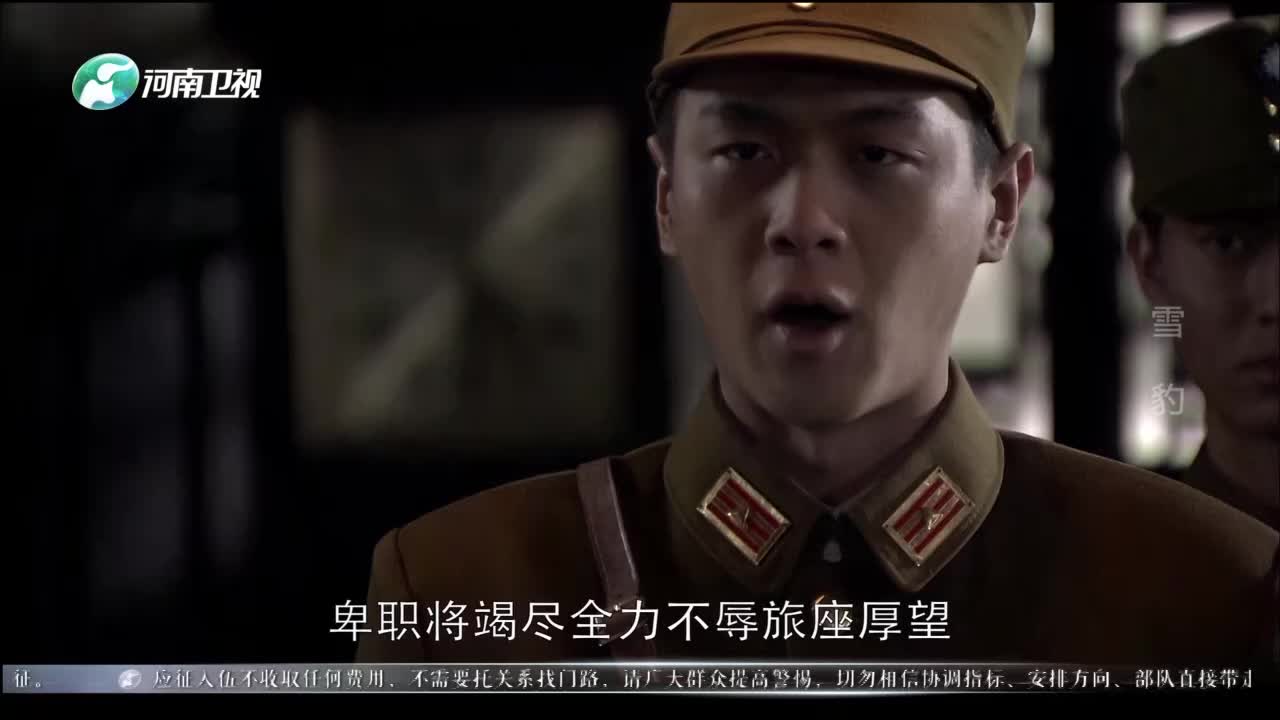 河南卫视
雪豹
卑职将竭尽全力不辱旅座厚望
征。 应征入伍不收取任何费用，不需要托关系找门路，请广大群众提高警惕，切勿相信协调指标、安排方向、部队直接带走